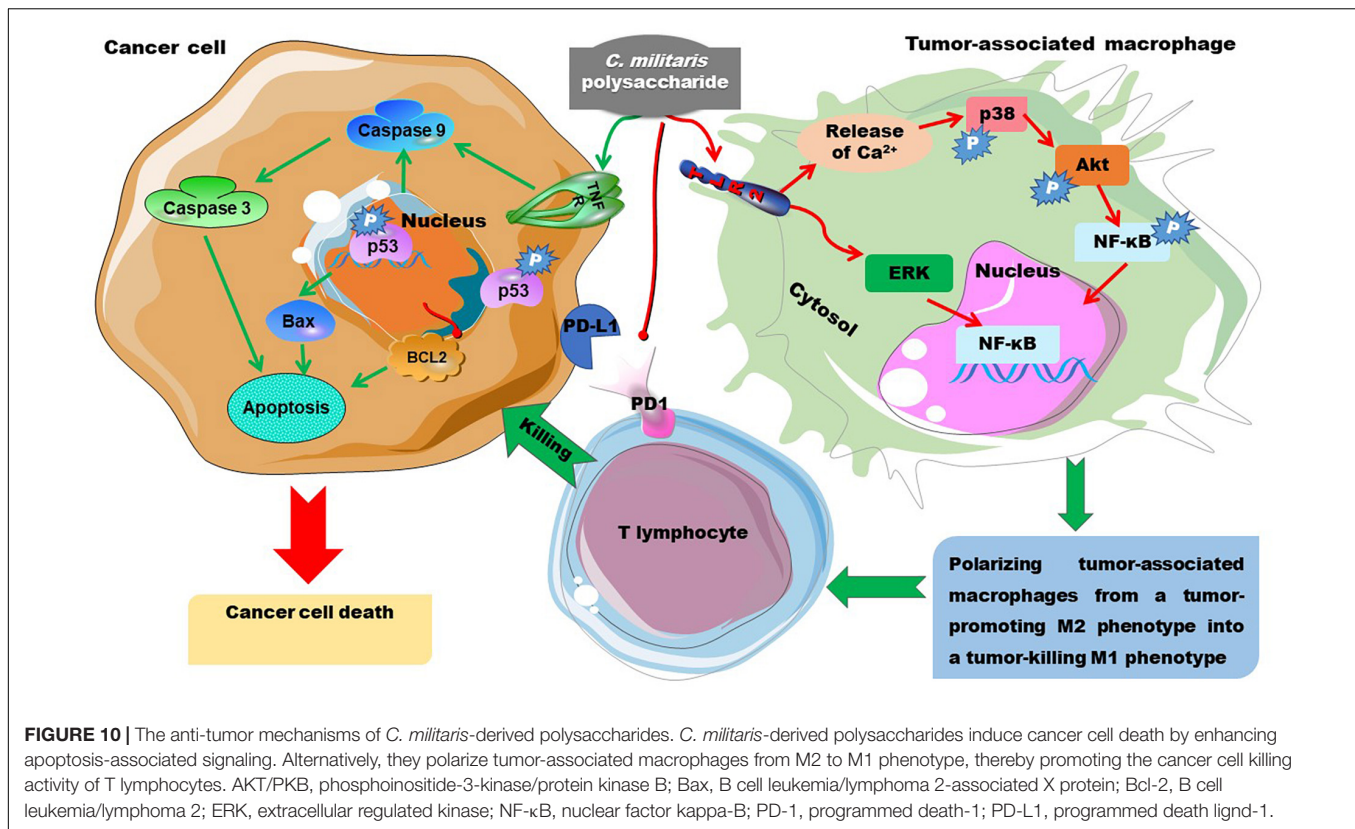 Cancer cell
C. militaris
polysaccharide
Tumor-associated macrophage
Caspase 9
Caspase 3
TNF
R
P
Nucleus
p53
P
p53
Bax
BCL2
Apoptosis
PD-L1
PD1
Killing
T lymphocyte
Cancer cell death
TLR2
Release
of Ca²⁺
p38
P
Akt
P
NF-κB
P
ERK
Nucleus
Cytosol
NF-κB
Polarizing tumor-associated
macrophages from a tumor-
promoting M2 phenotype into
a tumor-killing M1 phenotype
FIGURE 10 | The anti-tumor mechanisms of C. militaris-derived polysaccharides. C. militaris-derived polysaccharides induce cancer cell death by enhancing
apoptosis-associated signaling. Alternatively, they polarize tumor-associated macrophages from M2 to M1 phenotype, thereby promoting the cancer cell killing
activity of T lymphocytes. AKT/PKB, phosphoinositide-3-kinase/protein kinase B; Bax, B cell leukemia/lymphoma 2-associated X protein; Bcl-2, B cell
leukemia/lymphoma 2; ERK, extracellular regulated kinase; NF-κB, nuclear factor kappa-B; PD-1, programmed death-1; PD-L1, programmed death lignd-1.